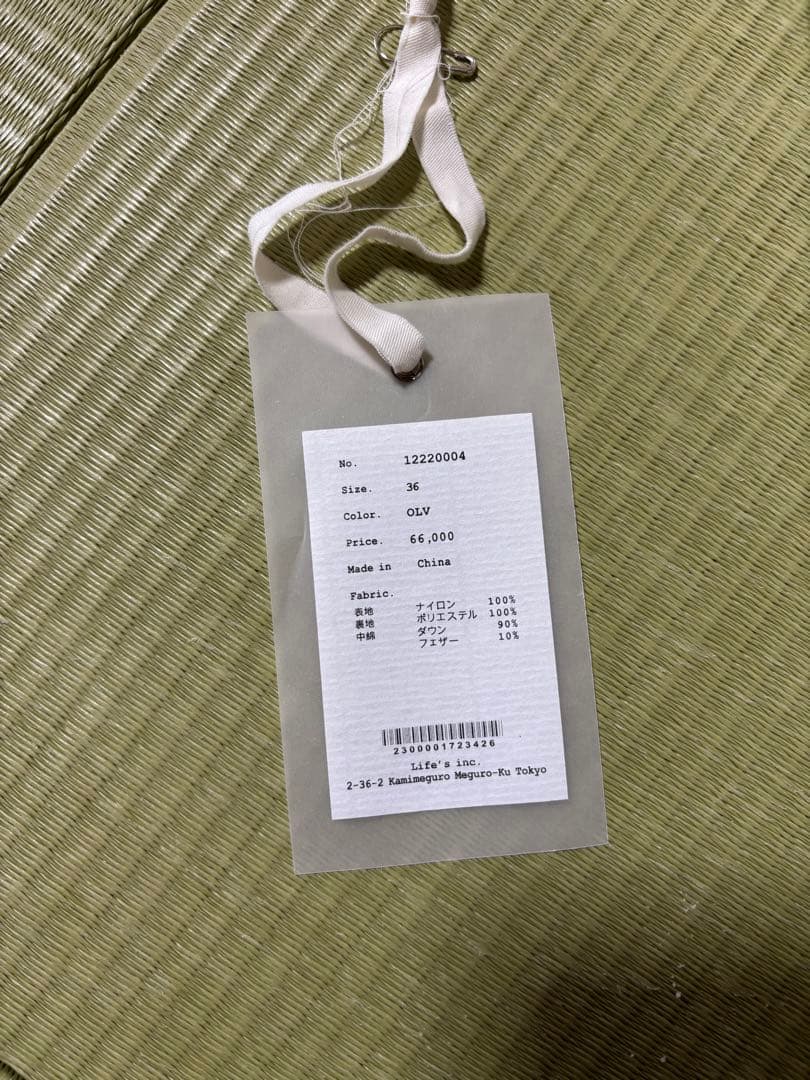 No. 12220004
Size. 36
Color. OLV
Price. 66,000
Made in China
Fabric.
表地 ナイロン 100%
裏地 ポリエステル 100%
中綿 ダウン 90%
フェザー 10%
2300001723426
Life's inc.
2-36-2 Kamimeguro Meguro-Ku Tokyo